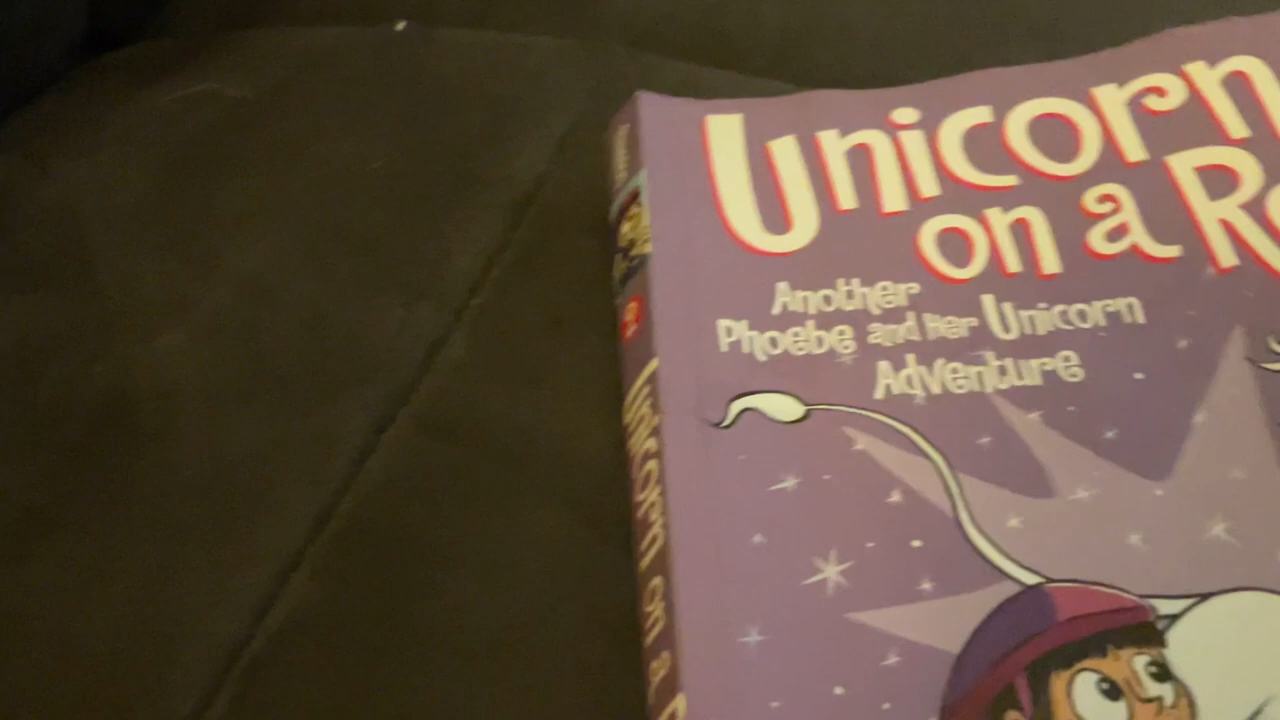 Unicorn
on a R
Another
Phoebe and Her Unicorn
Adventure
Unicorn on a